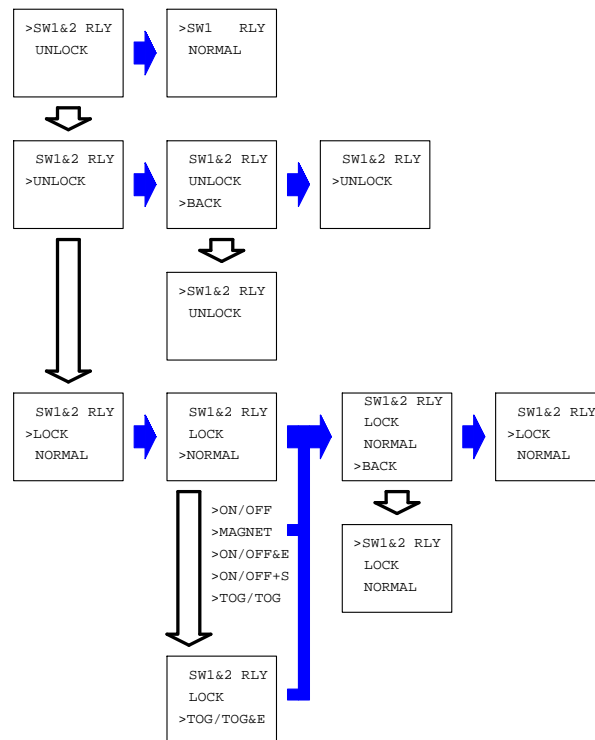 >SW1&2 RLY
UNLOCK
>SW1 RLY
NORMAL
SW1&2 RLY
>UNLOCK
SW1&2 RLY
UNLOCK
>BACK
SW1&2 RLY
>UNLOCK
>SW1&2 RLY
UNLOCK
SW1&2 RLY
>LOCK
NORMAL
SW1&2 RLY
LOCK
>NORMAL
SW1&2 RLY
LOCK
NORMAL
>BACK
SW1&2 RLY
>LOCK
NORMAL
>ON/OFF
>MAGNET
>ON/OFF&E
>ON/OFF+S
>TOG/TOG
>SW1&2 RLY
LOCK
NORMAL
SW1&2 RLY
LOCK
>TOG/TOG&E